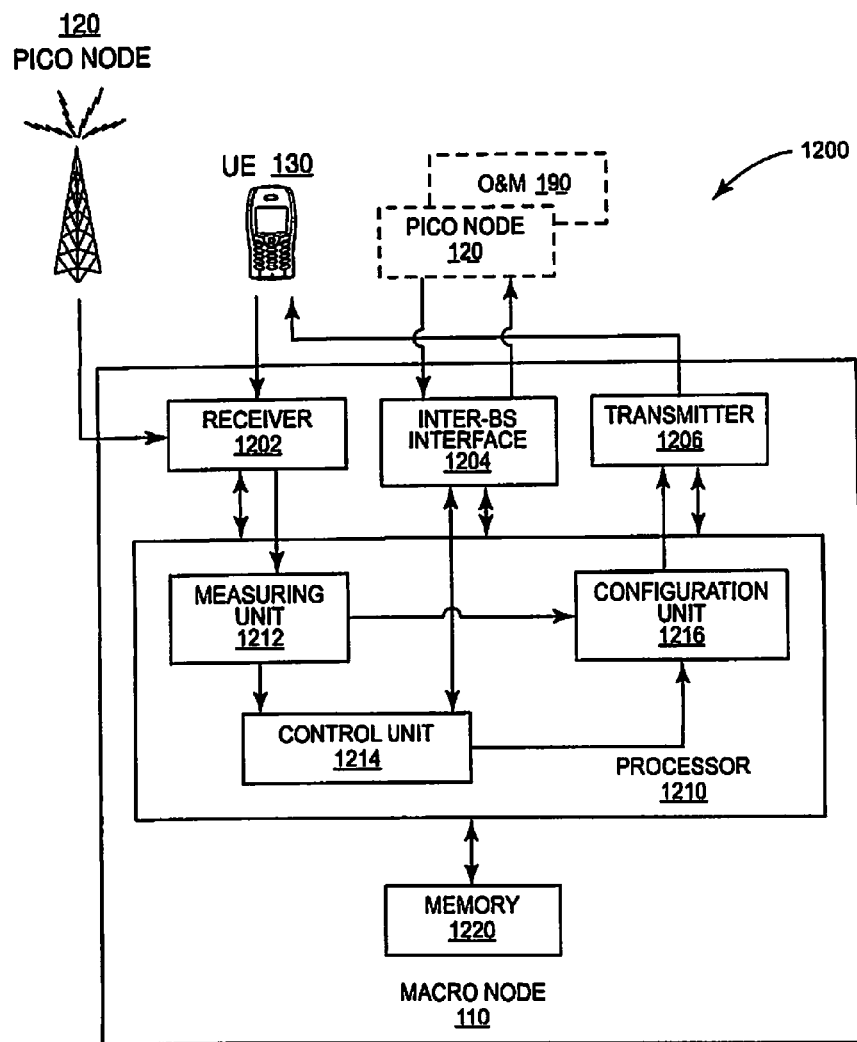 120
PICO NODE
UE 130
O&M 190
PICO NODE
120
1200
RECEIVER
1202
INTER-BS
INTERFACE
1204
TRANSMITTER
1206
MEASURING
UNIT
1212
CONFIGURATION
UNIT
1216
CONTROL UNIT
1214
PROCESSOR
1210
MEMORY
1220
MACRO NODE
110